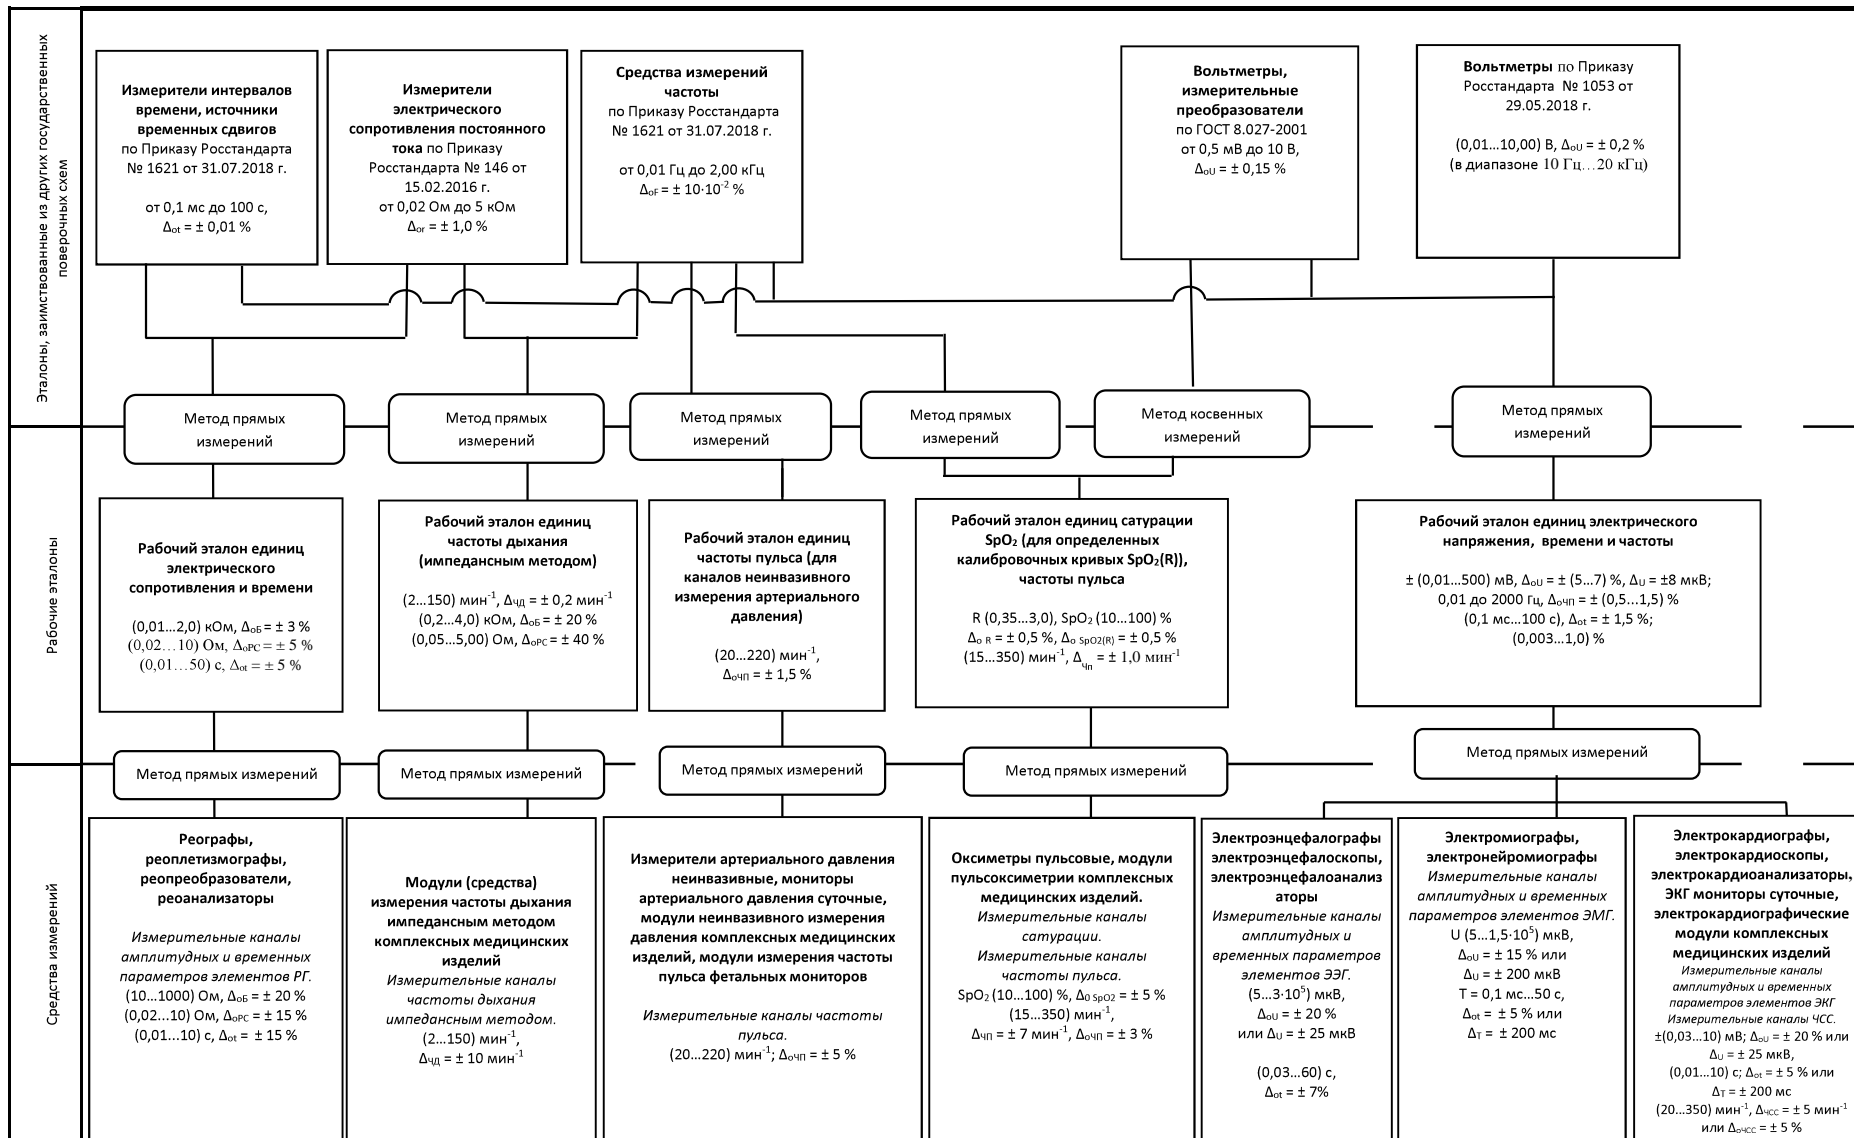 Эталоны, заимствованные из других государственных
поверочных схем
Измерители интервалов
времени, источники
временных сдвигов
по Приказу Росстандарта
№ 1621 от 31.07.2018 г.
от 0,1 мс до 100 с,
Δot = ± 0,01 %
Измерители
электрического
сопротивления постоянного
тока по Приказу
Росстандарта № 146 от
15.02.2016 г.
от 0,02 Ом до 5 кОм
Δor = ± 1,0 %
Средства измерений
частоты
по Приказу Росстандарта
№ 1621 от 31.07.2018 г.
от 0,01 Гц до 2,00 кГц
ΔoF = ± 10·10⁻² %
Вольтметры,
измерительные
преобразователи
по ГОСТ 8.027-2001
от 0,5 мВ до 10 В,
ΔoU = ± 0,15 %
Вольтметры по Приказу
Росстандарта № 1053 от
29.05.2018 г.
(0,01...10,00) В, ΔoU = ± 0,2 %
(в диапазоне 10 Гц…20 кГц)
Метод прямых
измерений
Метод прямых
измерений
Метод прямых
измерений
Метод прямых
измерений
Метод косвенных
измерений
Метод прямых
измерений
Рабочие эталоны
Рабочий эталон единиц
электрического
сопротивления и времени
(0,01...2,0) кОм, ΔоБ = ± 3 %
(0,02…10) Ом, ΔоРС = ± 5 %
(0,01…50) с, Δot = ± 5 %
Рабочий эталон единиц
частоты дыхания
(импедансным методом)
(2...150) мин⁻¹, ΔЧД = ± 0,2 мин⁻¹
(0,2...4,0) кОм, ΔоБ = ± 20 %
(0,05...5,00) Ом, ΔоРС = ± 40 %
Рабочий эталон единиц
частоты пульса (для
каналов неинвазивного
измерения артериального
давления)
(20...220) мин⁻¹,
ΔоЧП = ± 1,5 %
Рабочий эталон единиц сатурации
SpO₂ (для определенных
калибровочных кривых SpO₂(R)),
частоты пульса
R (0,35...3,0), SpO₂ (10...100) %
Δo R = ± 0,5 %, Δo SpO2(R) = ± 0,5 %
(15...350) мин⁻¹, ΔЧп = ± 1,0 мин⁻¹
Рабочий эталон единиц электрического
напряжения, времени и частоты
± (0,01...500) мВ, ΔoU = ± (5...7) %, ΔU = ±8 мкВ;
0,01 до 2000 Гц, ΔоЧП = ± (0,5...1,5) %
(0,1 мс...100 с), Δot = ± 1,5 %;
(0,003...1,0) %
Метод прямых измерений
Метод прямых измерений
Метод прямых измерений
Метод прямых измерений
Метод прямых измерений
Средства измерений
Реографы,
реоплетизмографы,
реопреобразователи,
реоанализаторы
Измерительные каналы
амплитудных и временных
параметров элементов РГ.
(10...1000) Ом, ΔоБ = ± 20 %
(0,02...10) Ом, ΔоРС = ± 15 %
(0,01...10) с, Δot = ± 15 %
Модули (средства)
измерения частоты дыхания
импедансным методом
комплексных медицинских
изделий
Измерительные каналы
частоты дыхания
импедансным методом.
(2...150) мин⁻¹,
ΔЧД = ± 10 мин⁻¹
Измерители артериального давления
неинвазивные, мониторы
артериального давления суточные,
модули неинвазивного измерения
давления комплексных медицинских
изделий, модули измерения частоты
пульса фетальных мониторов
Измерительные каналы частоты
пульса.
(20...220) мин⁻¹; ΔоЧП = ± 5 %
Оксиметры пульсовые, модули
пульсоксиметрии комплексных
медицинских изделий.
Измерительные каналы
сатурации.
Измерительные каналы
частоты пульса.
SpO₂ (10...100) %, Δ0 SpO2 = ± 5 %
(15...350) мин⁻¹,
ΔЧП = ± 7 мин⁻¹, ΔоЧП = ± 3 %
Электроэнцефалографы
электроэнцефалоскопы,
электроэнцефалоанализ
аторы
Измерительные каналы
амплитудных и
временных параметров
элементов ЭЭГ.
(5...3·10⁵) мкВ,
ΔoU = ± 20 %
или ΔU = ± 25 мкВ
(0,03...60) с,
Δot = ± 7%
Электромиографы,
электронейромиографы
Измерительные каналы
амплитудных и временных
параметров элементов ЭМГ.
U (5...1,5·10⁵) мкВ,
ΔoU = ± 15 % или
ΔU = ± 200 мкВ
T = 0,1 мс...50 с,
Δot = ± 5 % или
ΔT = ± 200 мс
Электрокардиографы,
электрокардиоскопы,
электрокардиоанализаторы,
ЭКГ мониторы суточные,
электрокардиографические
модули комплексных
медицинских изделий
Измерительные каналы
амплитудных и временных
параметров элементов ЭКГ
Измерительные каналы ЧСС.
±(0,03...10) мВ; ΔoU = ± 20 % или
ΔU = ± 25 мкВ,
(0,01...10) с; Δot = ± 5 % или
ΔT = ± 200 мс
(20...350) мин⁻¹, ΔЧСС = ± 5 мин⁻¹
или ΔоЧСС = ± 5 %